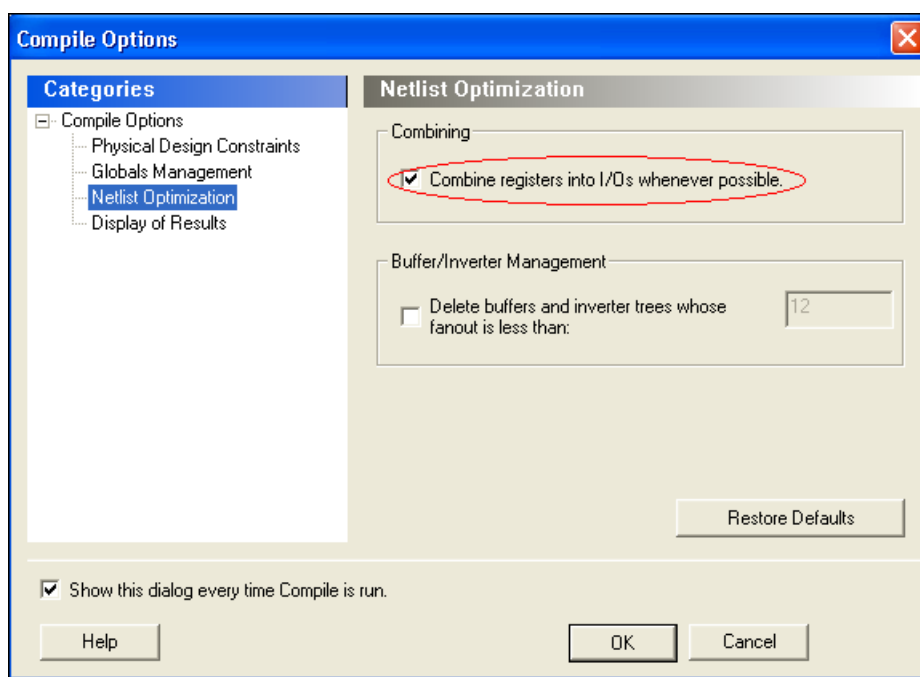 Compile Options
Categories
Compile Options
Physical Design Constraints
Globals Management
Netlist Optimization
Display of Results
Netlist Optimization
Combining
Combine registers into I/Os whenever possible.
Buffer/Inverter Management
Delete buffers and inverter trees whose
fanout is less than:
12
Restore Defaults
Show this dialog every time Compile is run.
Help
OK
Cancel